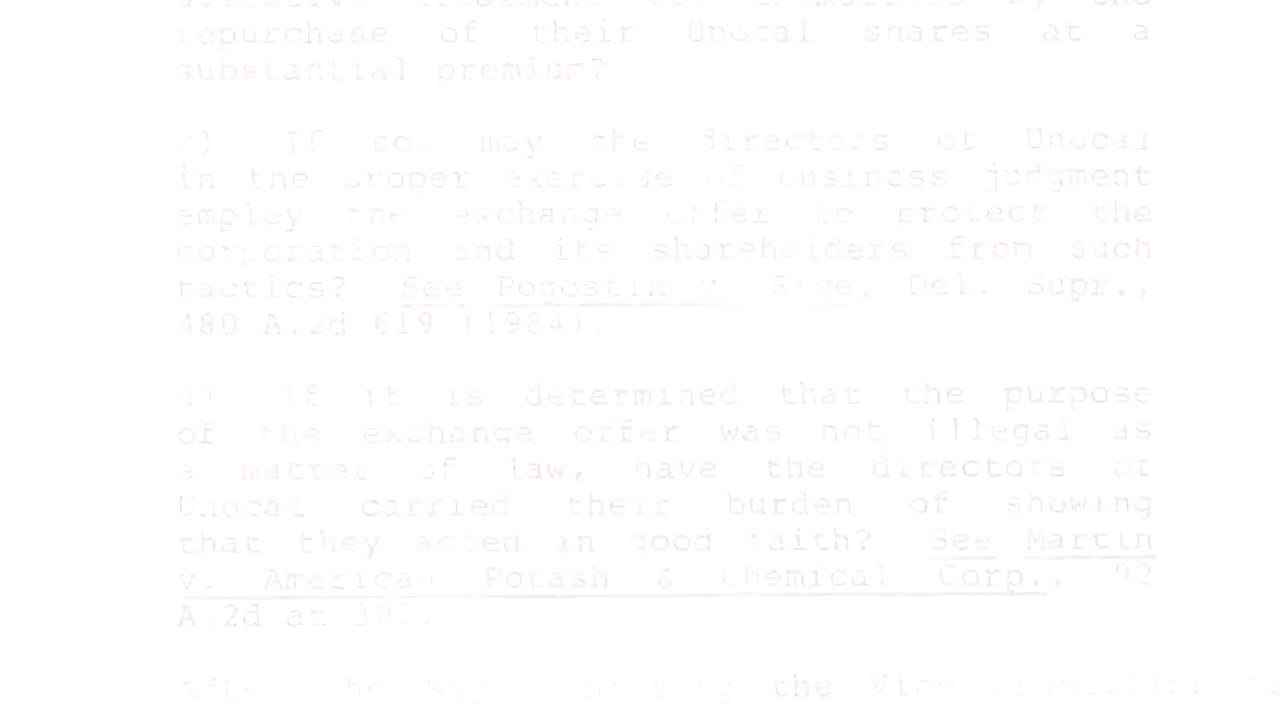 repurchase of their Unocal shares at a
substantial premium?
c) If so, may the directors of Unocal
in the proper exercise of business judgment
employ the exchange offer to protect the
corporation and its shareholders from such
tactics? See Pogostin v. Rice, Del. Supr.,
480 A.2d 619 (1984).
d) If it is determined that the purpose
of the exchange offer was not illegal as
a matter of law, have the directors of
Unocal carried their burden of showing
that they acted in good faith? See Martin
v. American Potash & Chemical Corp., 92
A.2d at 302.
the Vice